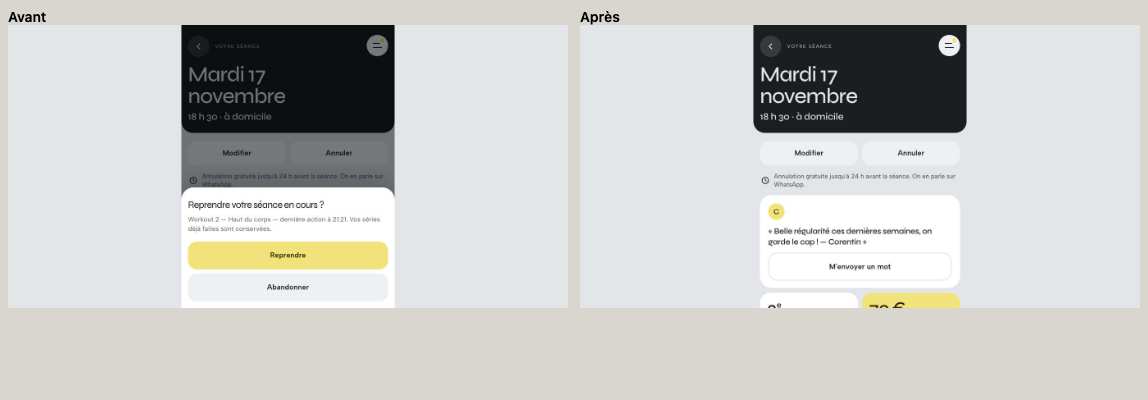 Avant
VOTRE SÉANCE
Mardi 17
novembre
18 h 30 · à domicile
Modifier
Annuler
Annulation gratuite jusqu'à 24 h avant la séance. On en parle sur
WhatsApp.
Reprendre votre séance en cours ?
Workout 2 — Haut du corps — dernière action à 21:21. Vos séries
déjà faites sont conservées.
Reprendre
Abandonner
Après
VOTRE SÉANCE
Mardi 17
novembre
18 h 30 · à domicile
Modifier
Annuler
Annulation gratuite jusqu'à 24 h avant la séance. On en parle sur
WhatsApp.
C
« Belle régularité ces dernières semaines, on
garde le cap ! — Corentin »
M'envoyer un mot